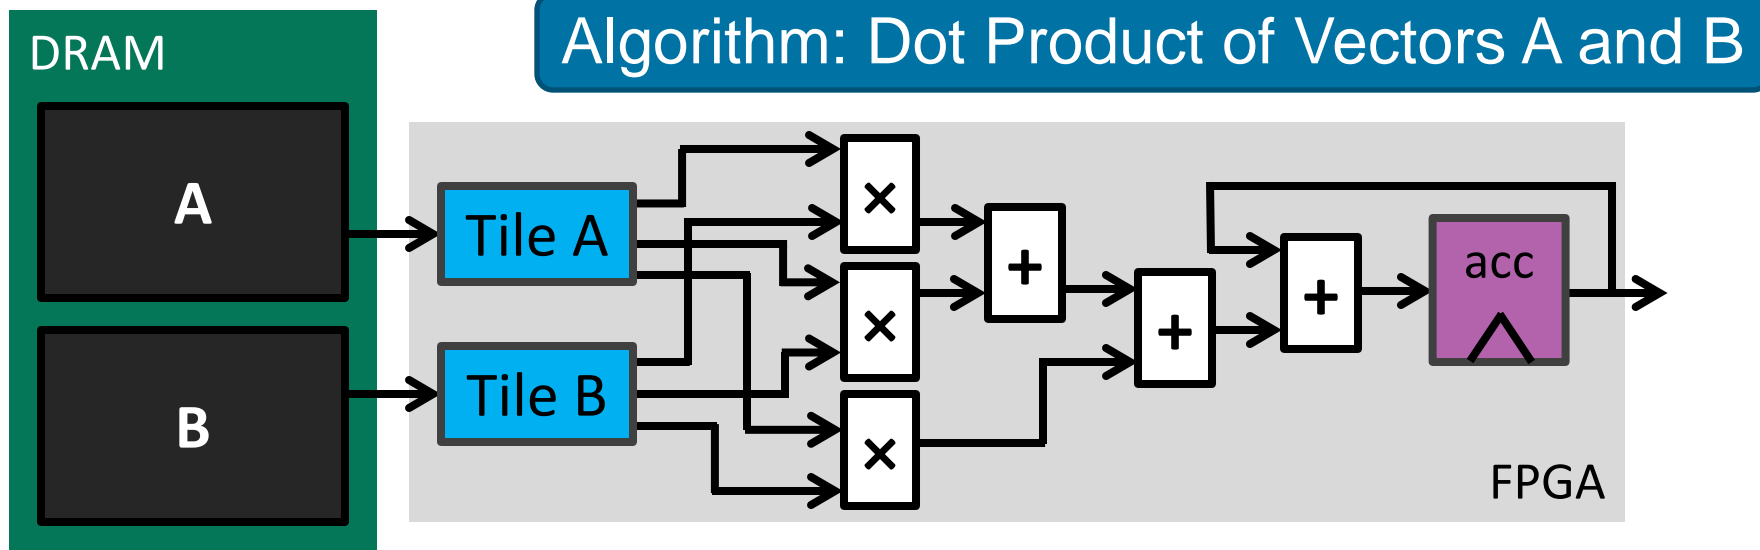 Algorithm: Dot Product of Vectors A and B
DRAM
A
B
Tile A
Tile B
×
×
×
+
+
+
acc
FPGA